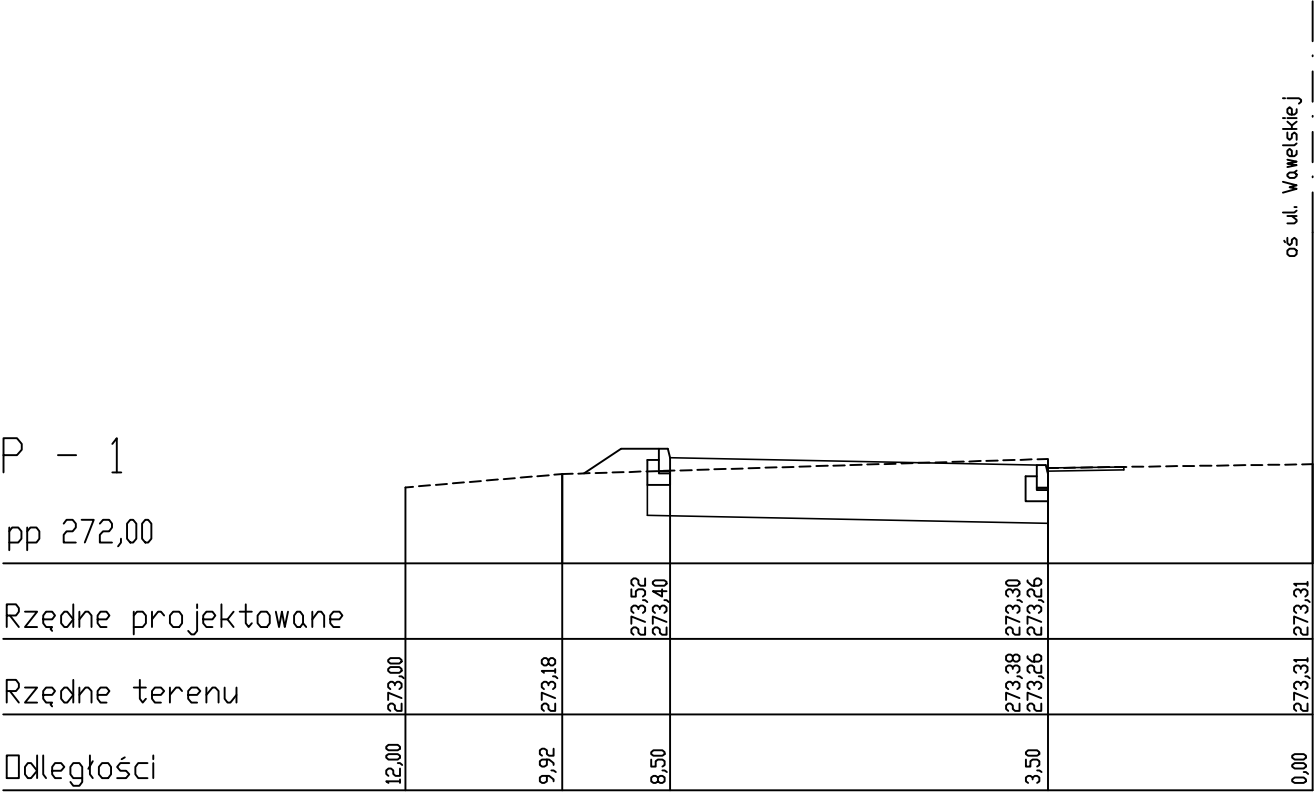 oś ul. Wawelskiej
P - 1
pp 272,00
Rzędne projektowane 273,52 273,40 273,30 273,26 273,31
Rzędne terenu 273,00 273,18 273,38 273,26 273,31
Odległości 12,00 9,92 8,50 3,50 0,00